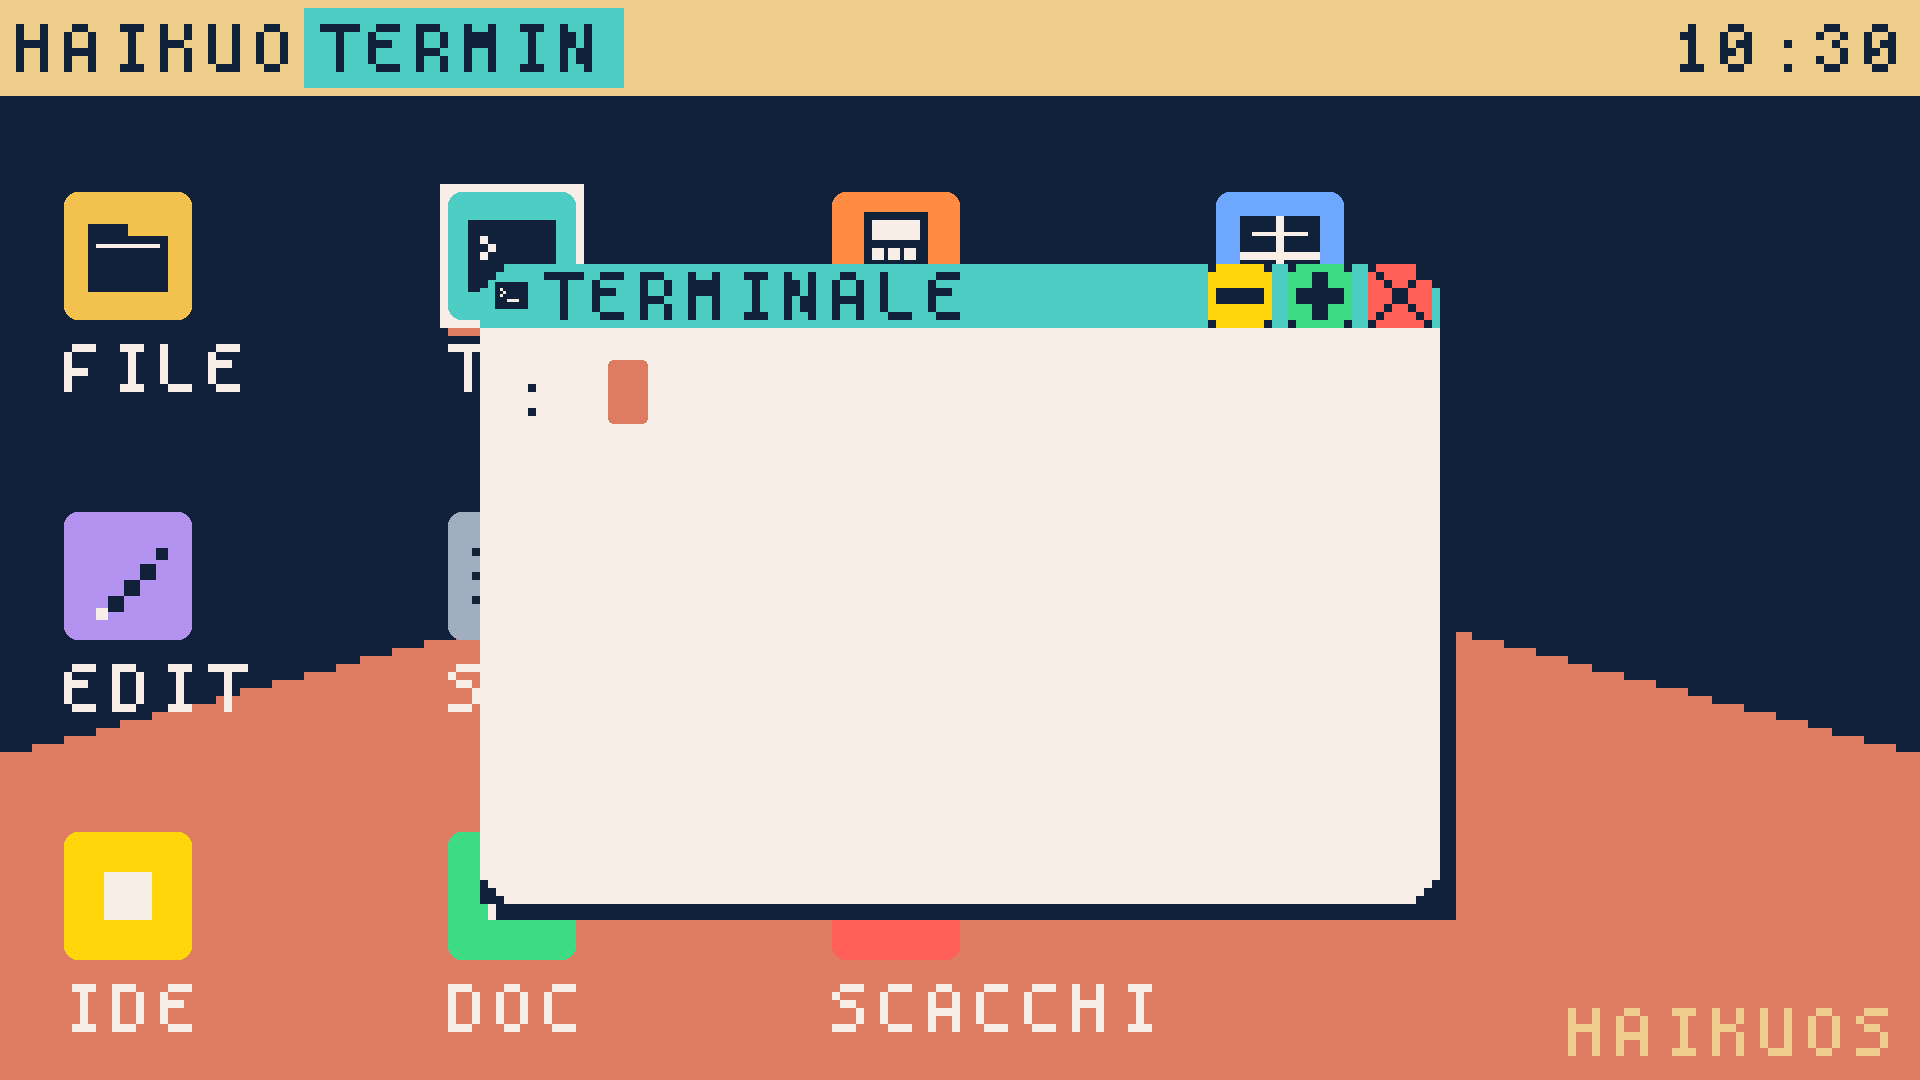 HAIKUO TERMIN 10:30
TERMINALE
:
FILE T
EDIT S
IDE DOC SCACCHI
HAIKUOS